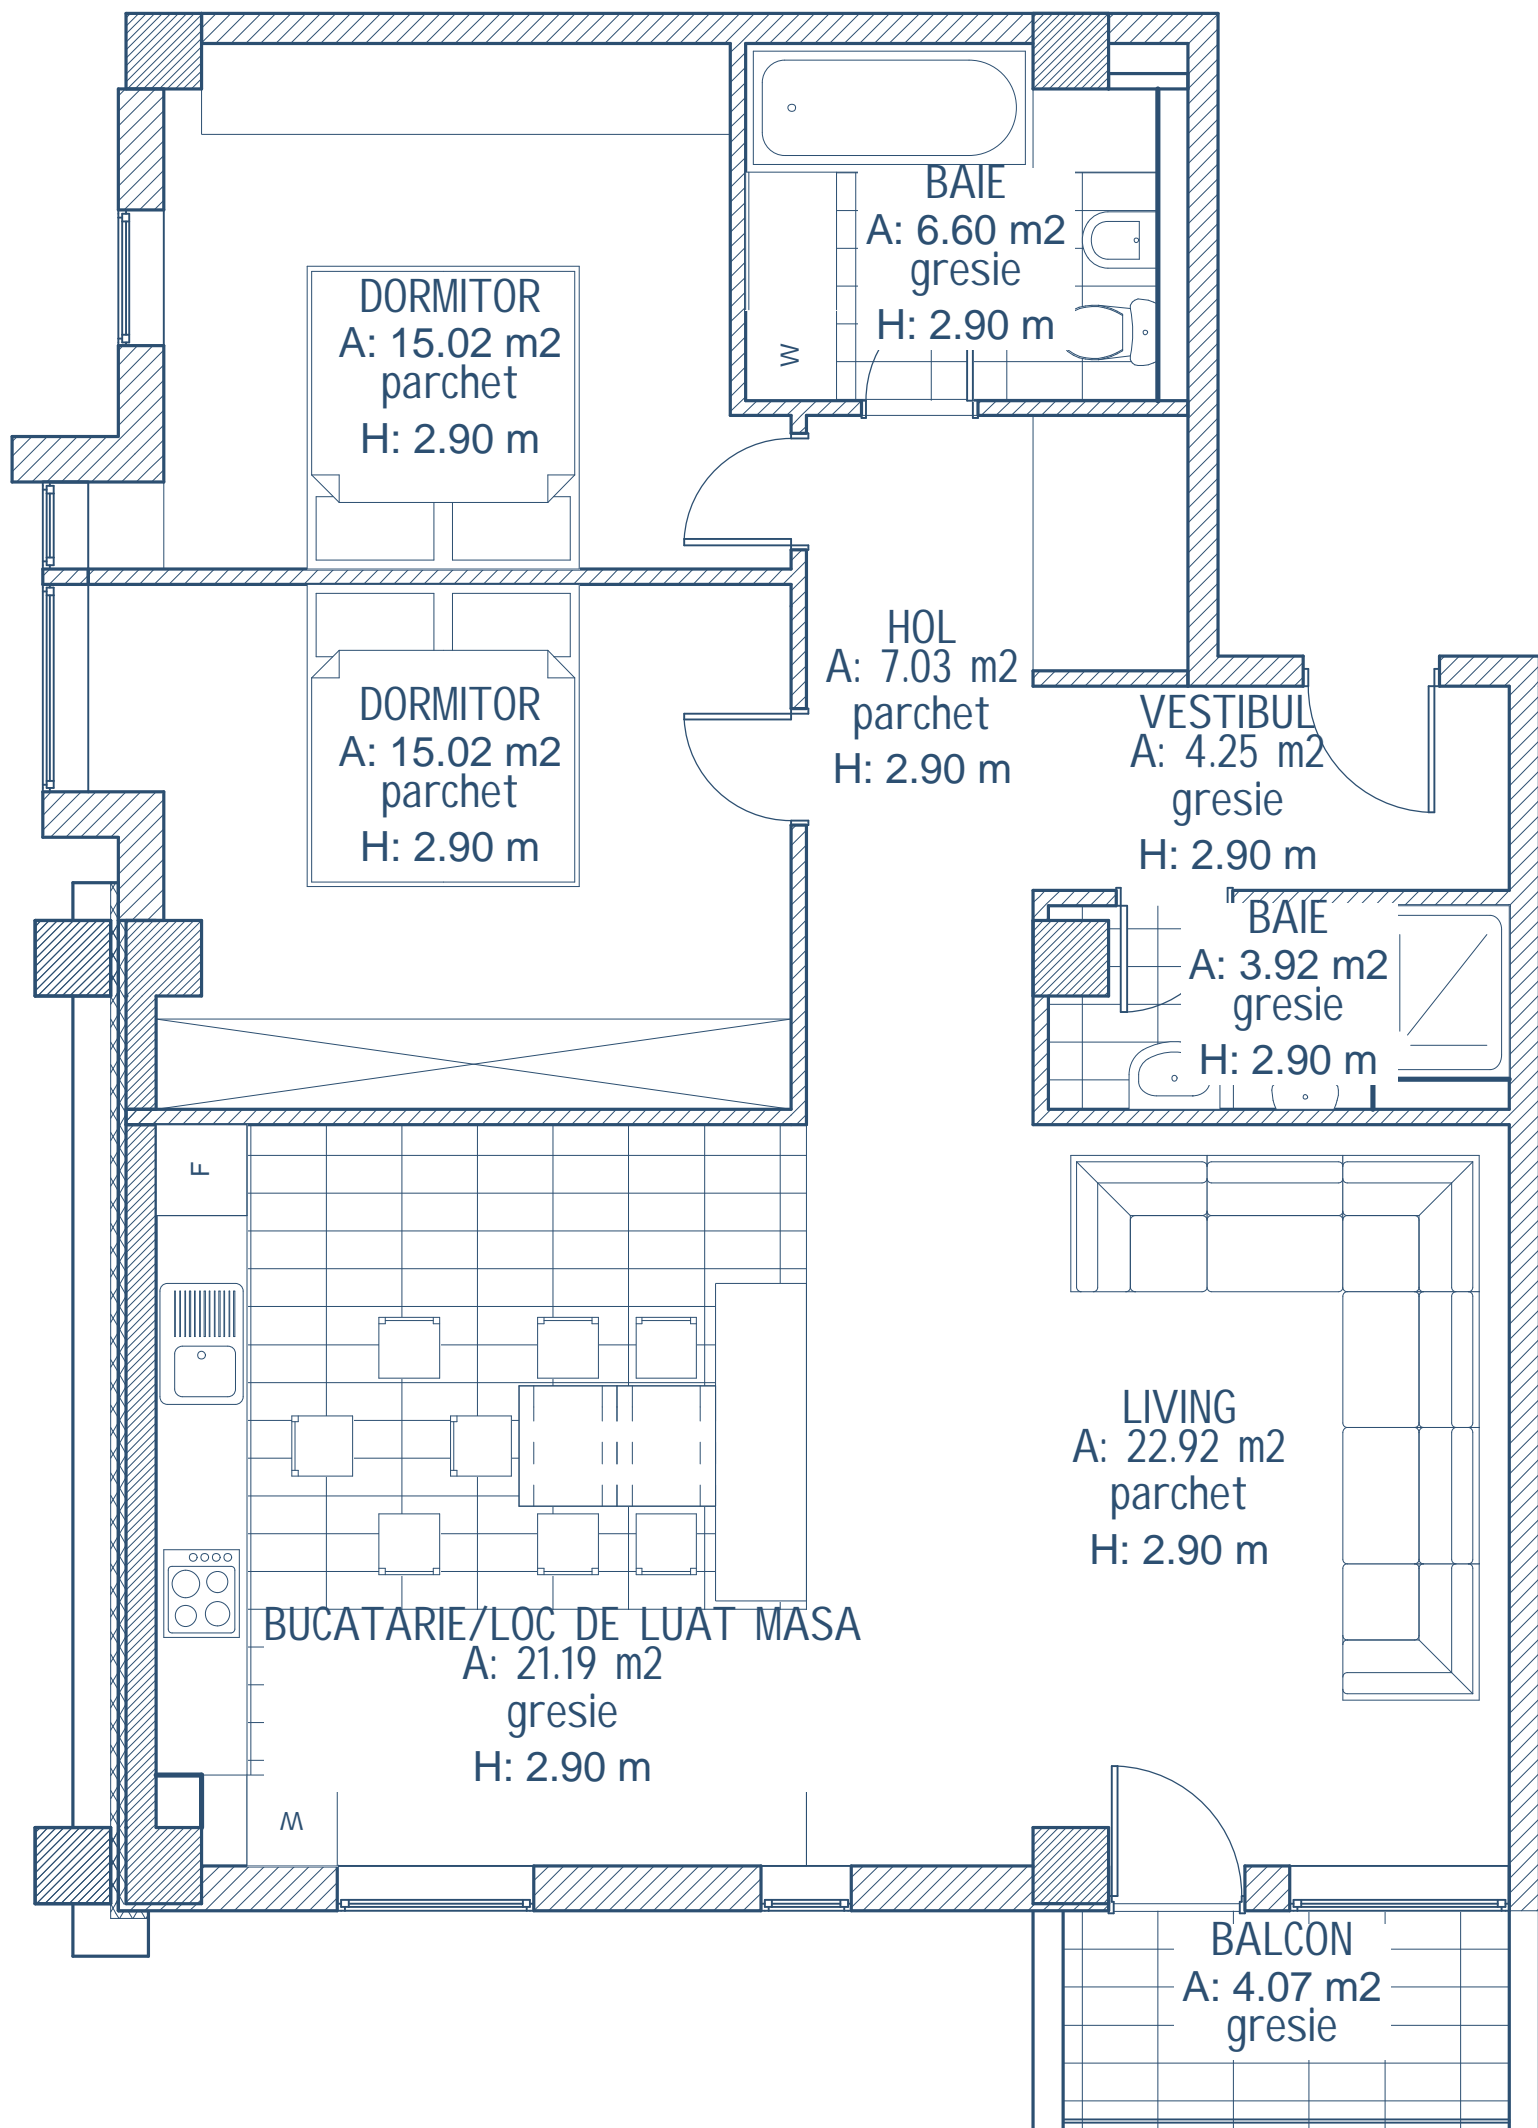 BAIE
A: 6.60 m2
gresie
H: 2.90 m
W
DORMITOR
A: 15.02 m2
parchet
H: 2.90 m
HOL
A: 7.03 m2
parchet
H: 2.90 m
DORMITOR
A: 15.02 m2
parchet
H: 2.90 m
VESTIBUL
A: 4.25 m2
gresie
H: 2.90 m
BAIE
A: 3.92 m2
gresie
H: 2.90 m
F
LIVING
A: 22.92 m2
parchet
H: 2.90 m
BUCATARIE/LOC DE LUAT MASA
A: 21.19 m2
gresie
H: 2.90 m
W
BALCON
A: 4.07 m2
gresie